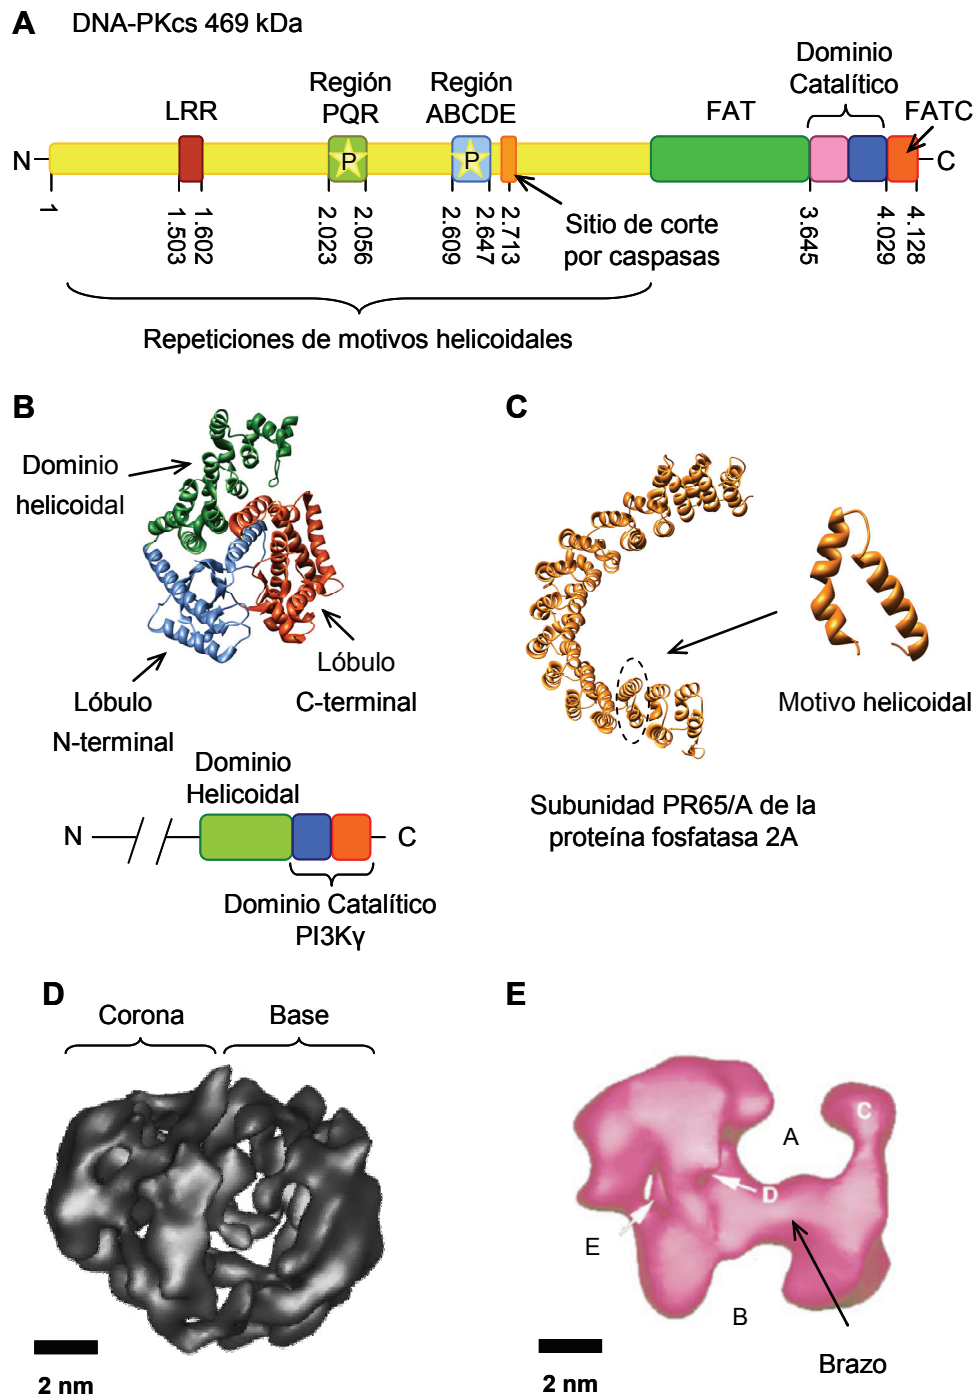 A DNA-PKcs 469 kDa
Dominio
Catalítico
Región
PQR
Región
ABCDE
LRR
FAT
FATC
N
P
P
C
1
1.503
1.602
2.023
2.056
2.609
2.647
2.713
3.645
4.029
4.128
Sitio de corte
por caspasas
Repeticiones de motivos helicoidales
B
Dominio
helicoidal
Lóbulo
C-terminal
Lóbulo
N-terminal
Dominio
Helicoidal
N
C
Dominio Catalítico
PI3Kγ
C
Motivo helicoidal
Subunidad PR65/A de la
proteína fosfatasa 2A
D
Corona
Base
2 nm
E
A
C
D
E
B
Brazo
2 nm